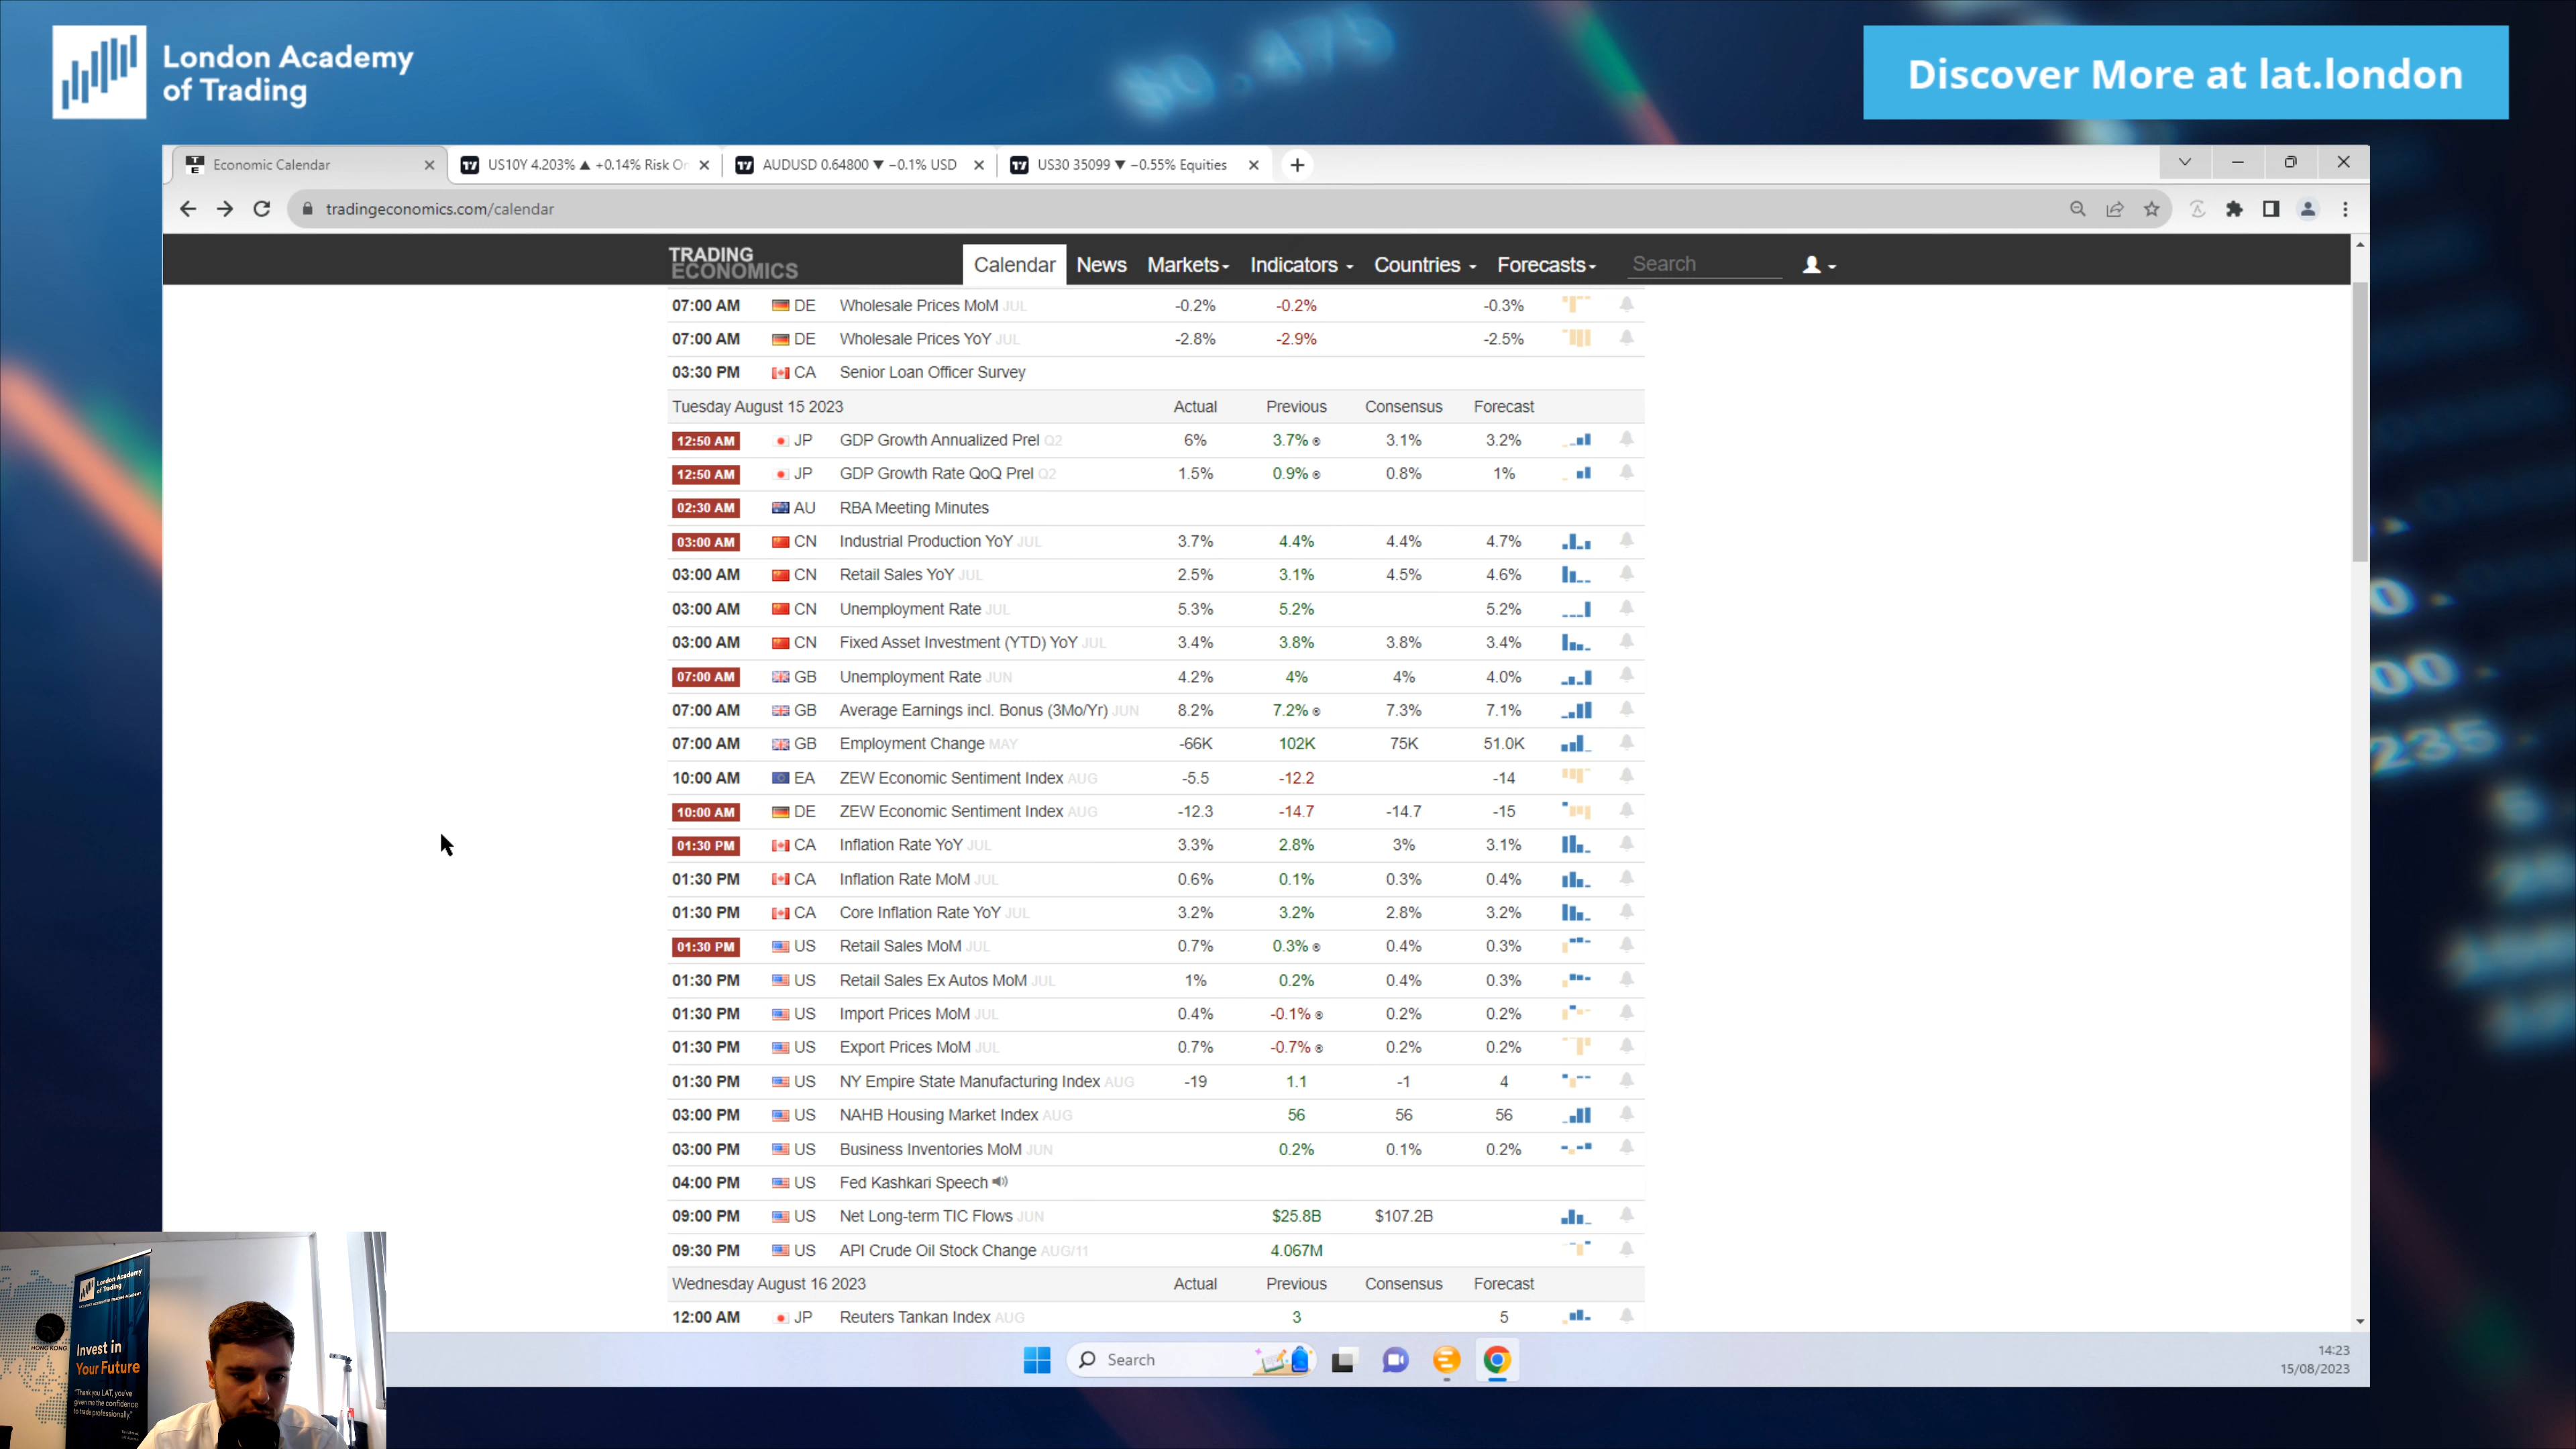 London Academy
of Trading
Discover More at lat.london
Economic Calendar
US10Y 4.203% ▲ +0.14% Risk Or
AUDUSD 0.64800 ▼ −0.1% USD
US30 35099 ▼ −0.55% Equities
tradingeconomics.com/calendar
TRADING
ECONOMICS
Calendar News Markets Indicators Countries Forecasts Search
07:00 AM DE Wholesale Prices MoM JUL -0.2% -0.2% -0.3%
07:00 AM DE Wholesale Prices YoY JUL -2.8% -2.9% -2.5%
03:30 PM CA Senior Loan Officer Survey
Tuesday August 15 2023 Actual Previous Consensus Forecast
12:50 AM JP GDP Growth Annualized Prel Q2 6% 3.7% ® 3.1% 3.2%
12:50 AM JP GDP Growth Rate QoQ Prel Q2 1.5% 0.9% ® 0.8% 1%
02:30 AM AU RBA Meeting Minutes
03:00 AM CN Industrial Production YoY JUL 3.7% 4.4% 4.4% 4.7%
03:00 AM CN Retail Sales YoY JUL 2.5% 3.1% 4.5% 4.6%
03:00 AM CN Unemployment Rate JUL 5.3% 5.2% 5.2%
03:00 AM CN Fixed Asset Investment (YTD) YoY JUL 3.4% 3.8% 3.8% 3.4%
07:00 AM GB Unemployment Rate JUN 4.2% 4% 4% 4.0%
07:00 AM GB Average Earnings incl. Bonus (3Mo/Yr) JUN 8.2% 7.2% ® 7.3% 7.1%
07:00 AM GB Employment Change MAY -66K 102K 75K 51.0K
10:00 AM EA ZEW Economic Sentiment Index AUG -5.5 -12.2 -14
10:00 AM DE ZEW Economic Sentiment Index AUG -12.3 -14.7 -14.7 -15
01:30 PM CA Inflation Rate YoY JUL 3.3% 2.8% 3% 3.1%
01:30 PM CA Inflation Rate MoM JUL 0.6% 0.1% 0.3% 0.4%
01:30 PM CA Core Inflation Rate YoY JUL 3.2% 3.2% 2.8% 3.2%
01:30 PM US Retail Sales MoM JUL 0.7% 0.3% ® 0.4% 0.3%
01:30 PM US Retail Sales Ex Autos MoM JUL 1% 0.2% 0.4% 0.3%
01:30 PM US Import Prices MoM JUL 0.4% -0.1% ® 0.2% 0.2%
01:30 PM US Export Prices MoM JUL 0.7% -0.7% ® 0.2% 0.2%
01:30 PM US NY Empire State Manufacturing Index AUG -19 1.1 -1 4
03:00 PM US NAHB Housing Market Index AUG 56 56 56
03:00 PM US Business Inventories MoM JUN 0.2% 0.1% 0.2%
04:00 PM US Fed Kashkari Speech
09:00 PM US Net Long-term TIC Flows JUN $25.8B $107.2B
09:30 PM US API Crude Oil Stock Change AUG/11 4.067M
Wednesday August 16 2023 Actual Previous Consensus Forecast
12:00 AM JP Reuters Tankan Index AUG 3 5
Search
14:23
15/08/2023
London Academy
of Trading
HONG KONG
Invest in
Your Future
"Thank you LAT, you've
given me the confidence
to trade professionally."